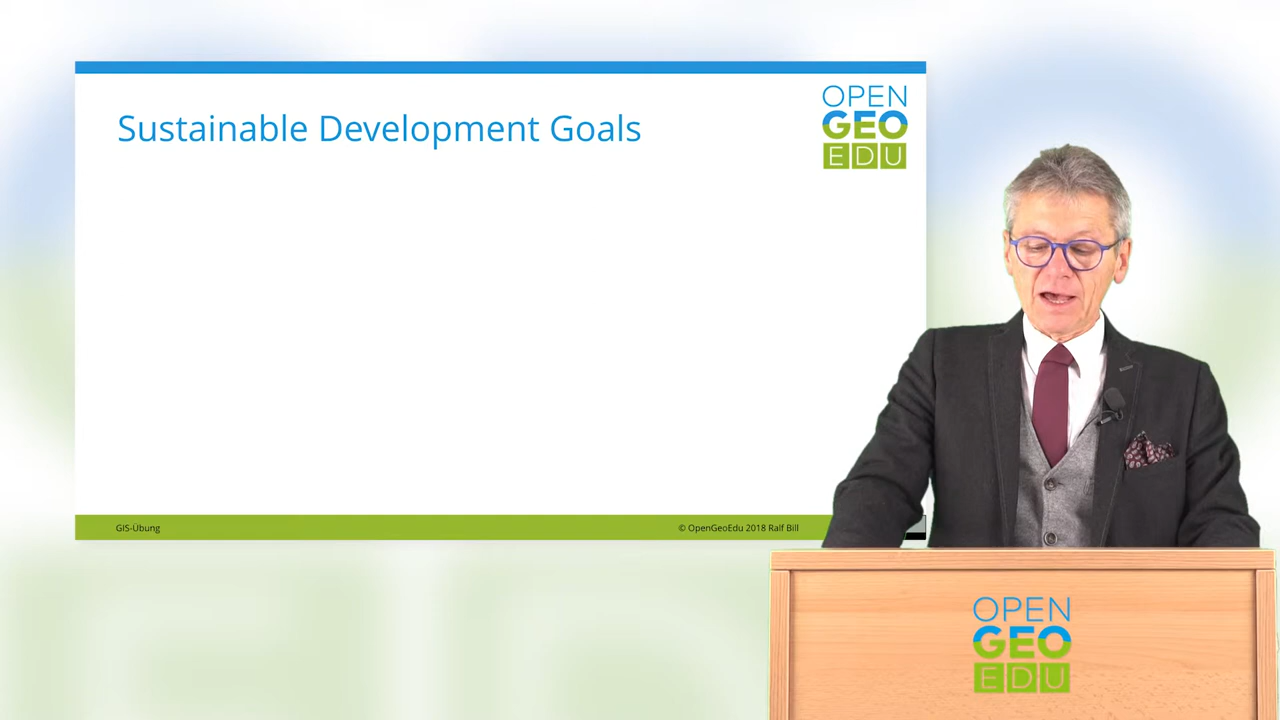 Sustainable Development Goals
OPEN
GEO
EDU
GIS-Übung
© OpenGeoEdu 2018 Ralf Bill
OPEN
GEO
EDU